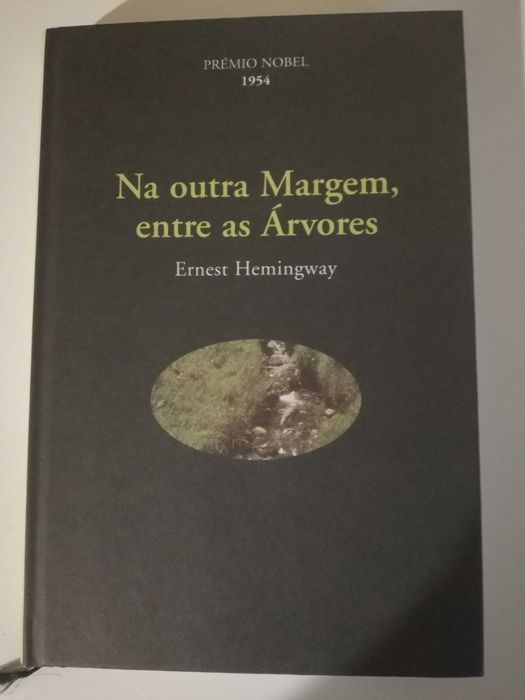 PRÉMIO NOBEL
1954
Na outra Margem,
entre as Árvores
Ernest Hemingway